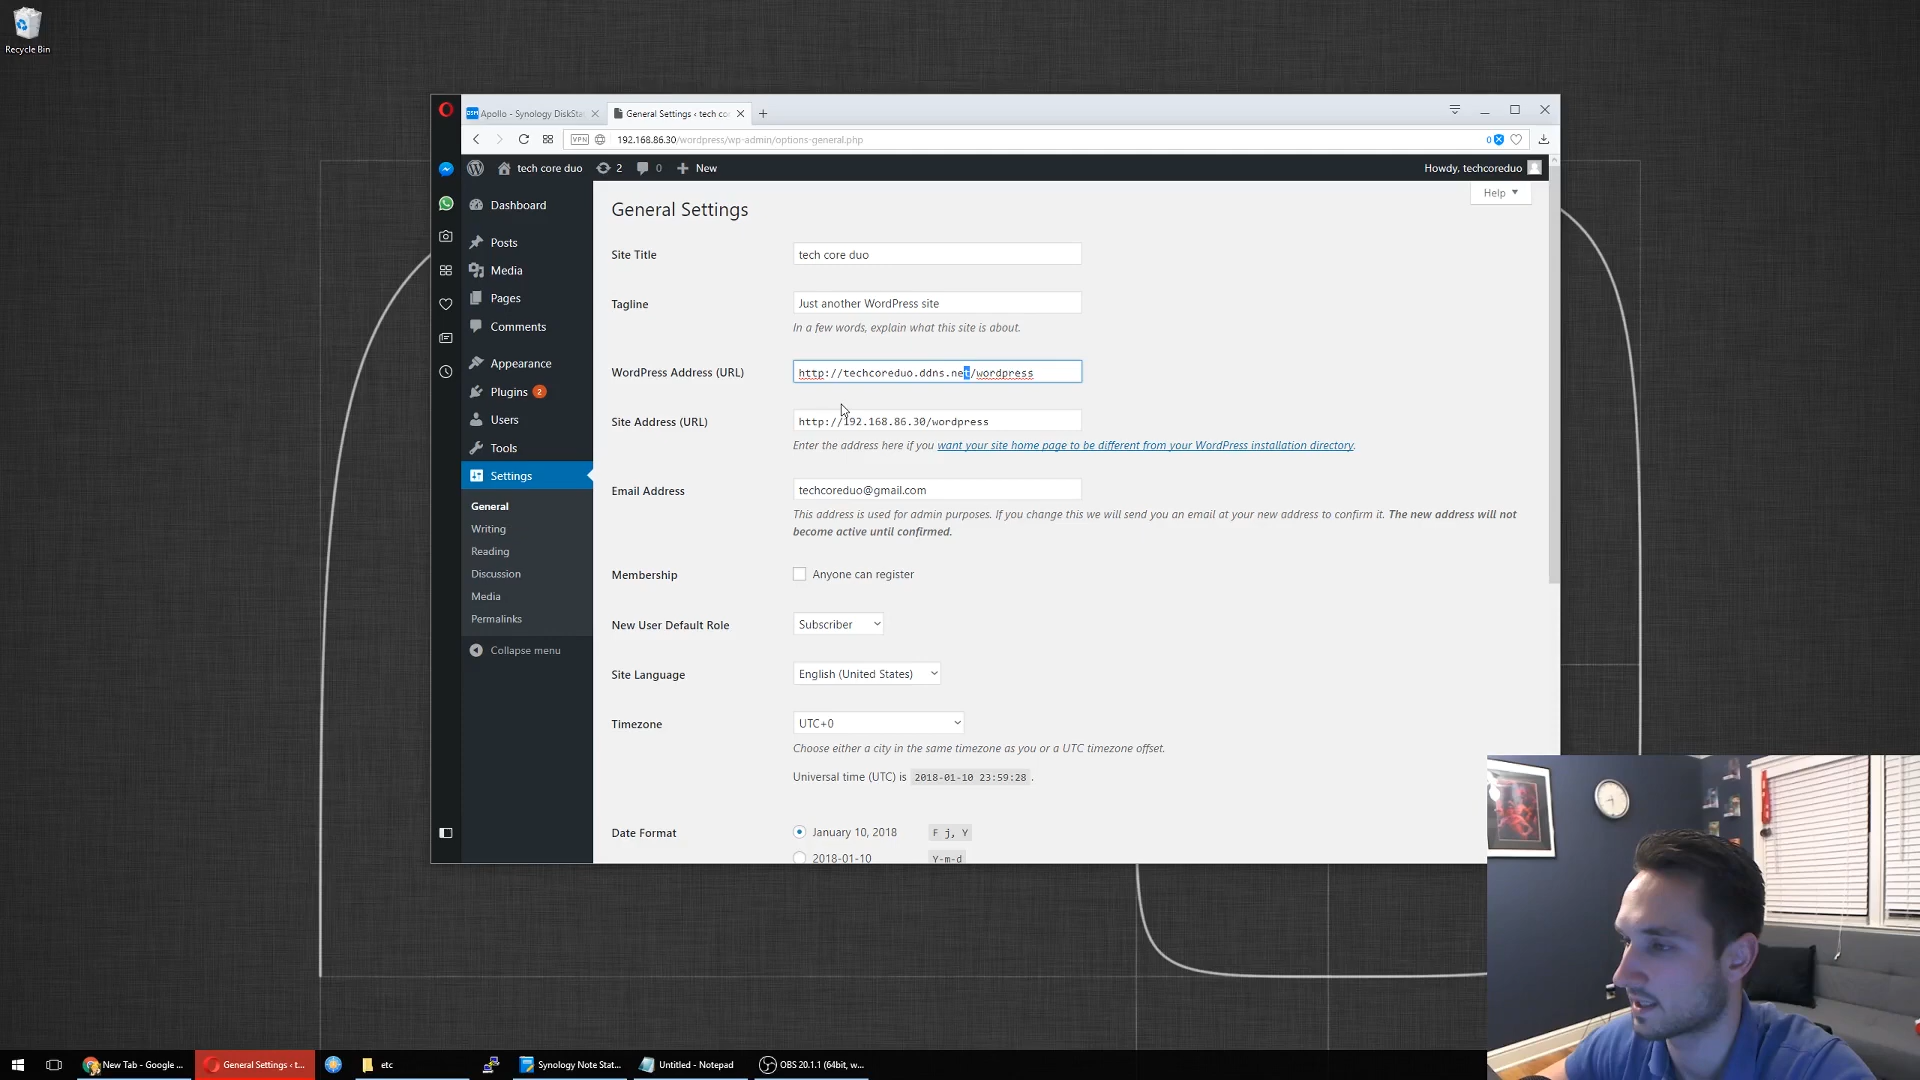 Recycle Bin
DSM Apollo - Synology DiskSta
General Settings ‹ tech co
VPN
192.168.86.30/wordpress/wp-admin/options-general.php
0
tech core duo
2
0
New
Howdy, techcoreduo
Help
Dashboard
Posts
Media
Pages
Comments
Appearance
Plugins 2
Users
Tools
Settings
General
Writing
Reading
Discussion
Media
Permalinks
Collapse menu
General Settings
Site Title
tech core duo
Tagline
Just another WordPress site
In a few words, explain what this site is about.
WordPress Address (URL)
http://techcoreduo.ddns.net/wordpress
Site Address (URL)
http://192.168.86.30/wordpress
Enter the address here if you want your site home page to be different from your WordPress installation directory.
Email Address
techcoreduo@gmail.com
This address is used for admin purposes. If you change this we will send you an email at your new address to confirm it. The new address will not
become active until confirmed.
Membership
Anyone can register
New User Default Role
Subscriber
Site Language
English (United States)
Timezone
UTC+0
Choose either a city in the same timezone as you or a UTC timezone offset.
Universal time (UTC) is 2018-01-10 23:59:28 .
Date Format
January 10, 2018
F j, Y
2018-01-10
Y-m-d
New Tab - Google ...
General Settings ‹ t...
etc
Synology Note Stat...
Untitled - Notepad
OBS 20.1.1 (64bit, w...